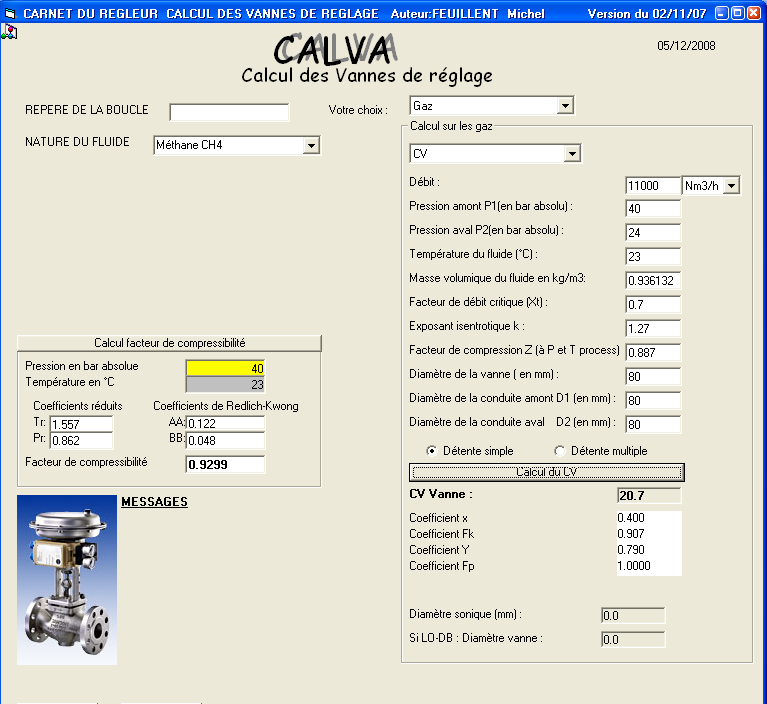 CARNET DU REGLEUR CALCUL DES VANNES DE REGLAGE Auteur:FEUILLENT Michel Version du 02/11/07
CALVA
05/12/2008
Calcul des Vannes de réglage
REPERE DE LA BOUCLE
Votre choix :
Gaz
NATURE DU FLUIDE
Méthane CH4
Calcul sur les gaz
CV
Débit :
11000
Nm3/h
Pression amont P1(en bar absolu) :
40
Pression aval P2(en bar absolu) :
24
Température du fluide (°C) :
23
Masse volumique du fluide en kg/m3:
0.936132
Facteur de débit critique (Xt) :
0.7
Exposant isentrotique k :
1.27
Facteur de compression Z (à P et T process)
0.887
Diamètre de la vanne ( en mm) :
80
Diamètre de la conduite amont D1 (en mm) :
80
Diamètre de la conduite aval D2 (en mm) :
80
Détente simple
Détente multiple
Calcul du CV
CV Vanne :
20.7
Coefficient x
0.400
Coefficient Fk
0.907
Coefficient Y
0.790
Coefficient Fp
1.0000
Diamètre sonique (mm) :
0.0
Si LO-DB : Diamètre vanne :
0.0
Calcul facteur de compressibilité
Pression en bar absolue
40
Température en °C
23
Coefficients réduits
Coefficients de Redlich-Kwong
Tr:
1.557
AA:
0.122
Pr:
0.862
BB:
0.048
Facteur de compressibilité
0.9299
MESSAGES